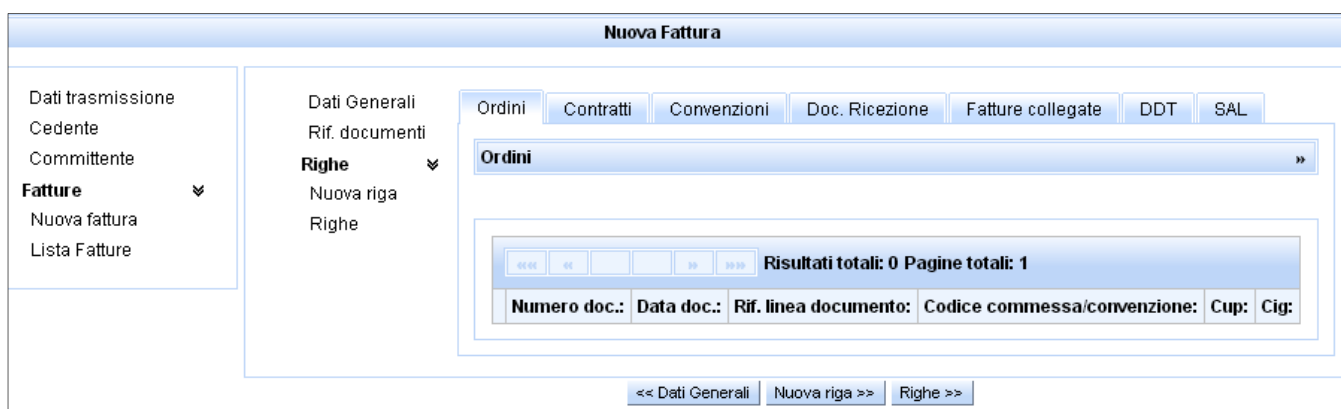 Nuova Fattura
Dati trasmissione
Cedente
Committente
Fatture
Nuova fattura
Lista Fatture
Dati Generali
Rif. documenti
Righe
Nuova riga
Righe
Ordini Contratti Convenzioni Doc. Ricezione Fatture collegate DDT SAL
Ordini »
«« « » »» Risultati totali: 0 Pagine totali: 1
Numero doc.: Data doc.: Rif. linea documento: Codice commessa/convenzione: Cup: Cig:
<< Dati Generali Nuova riga >> Righe >>